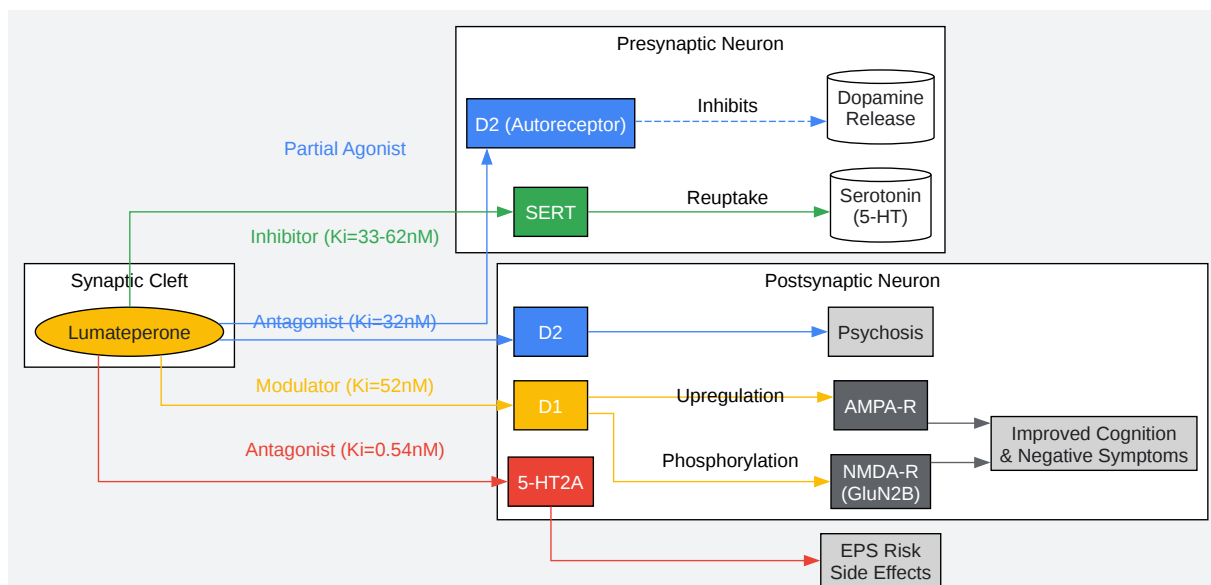 Presynaptic Neuron
D2 (Autoreceptor)
Inhibits
Dopamine
Release
Partial Agonist
SERT
Reuptake
Serotonin
(5-HT)
Inhibitor (Ki=33-62nM)
Synaptic Cleft
Lumateperone
Postsynaptic Neuron
Antagonist (Ki=32nM)
D2
Psychosis
Modulator (Ki=52nM)
D1
Upregulation
AMPA-R
Improved Cognition
& Negative Symptoms
Antagonist (Ki=0.54nM)
Phosphorylation
5-HT2A
NMDA-R
(GluN2B)
EPS Risk
Side Effects